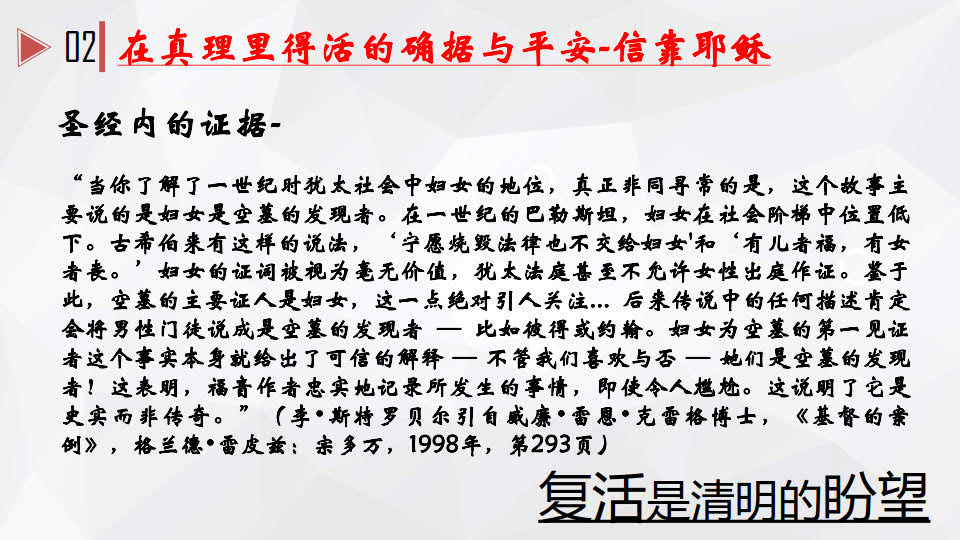 02 在真理里得活的确据与平安-信靠耶稣
圣经内的证据-
“当你了解了一世纪时犹太社会中妇女的地位，真正非同寻常的是，这个故事主
要说的是妇女是空墓的发现者。在一世纪的巴勒斯坦，妇女在社会阶梯中位置低
下。古希伯来有这样的说法，‘宁愿烧毁法律也不交给妇女'和‘有儿者福，有女
者丧。’妇女的证词被视为毫无价值，犹太法庭甚至不允许女性出庭作证。鉴于
此，空墓的主要证人是妇女，这一点绝对引人关注... 后来传说中的任何描述肯定
会将男性门徒说成是空墓的发现者 — 比如彼得或约翰。妇女为空墓的第一见证
者这个事实本身就给出了可信的解释 — 不管我们喜欢与否 — 她们是空墓的发现
者！这表明，福音作者忠实地记录所发生的事情，即使令人尴尬。这说明了它是
史实而非传奇。”（李•斯特罗贝尔引自威廉•雷恩•克雷格博士，《基督的案
例》，格兰德•雷皮兹：宗多万，1998年，第293页）
复活是清明的盼望